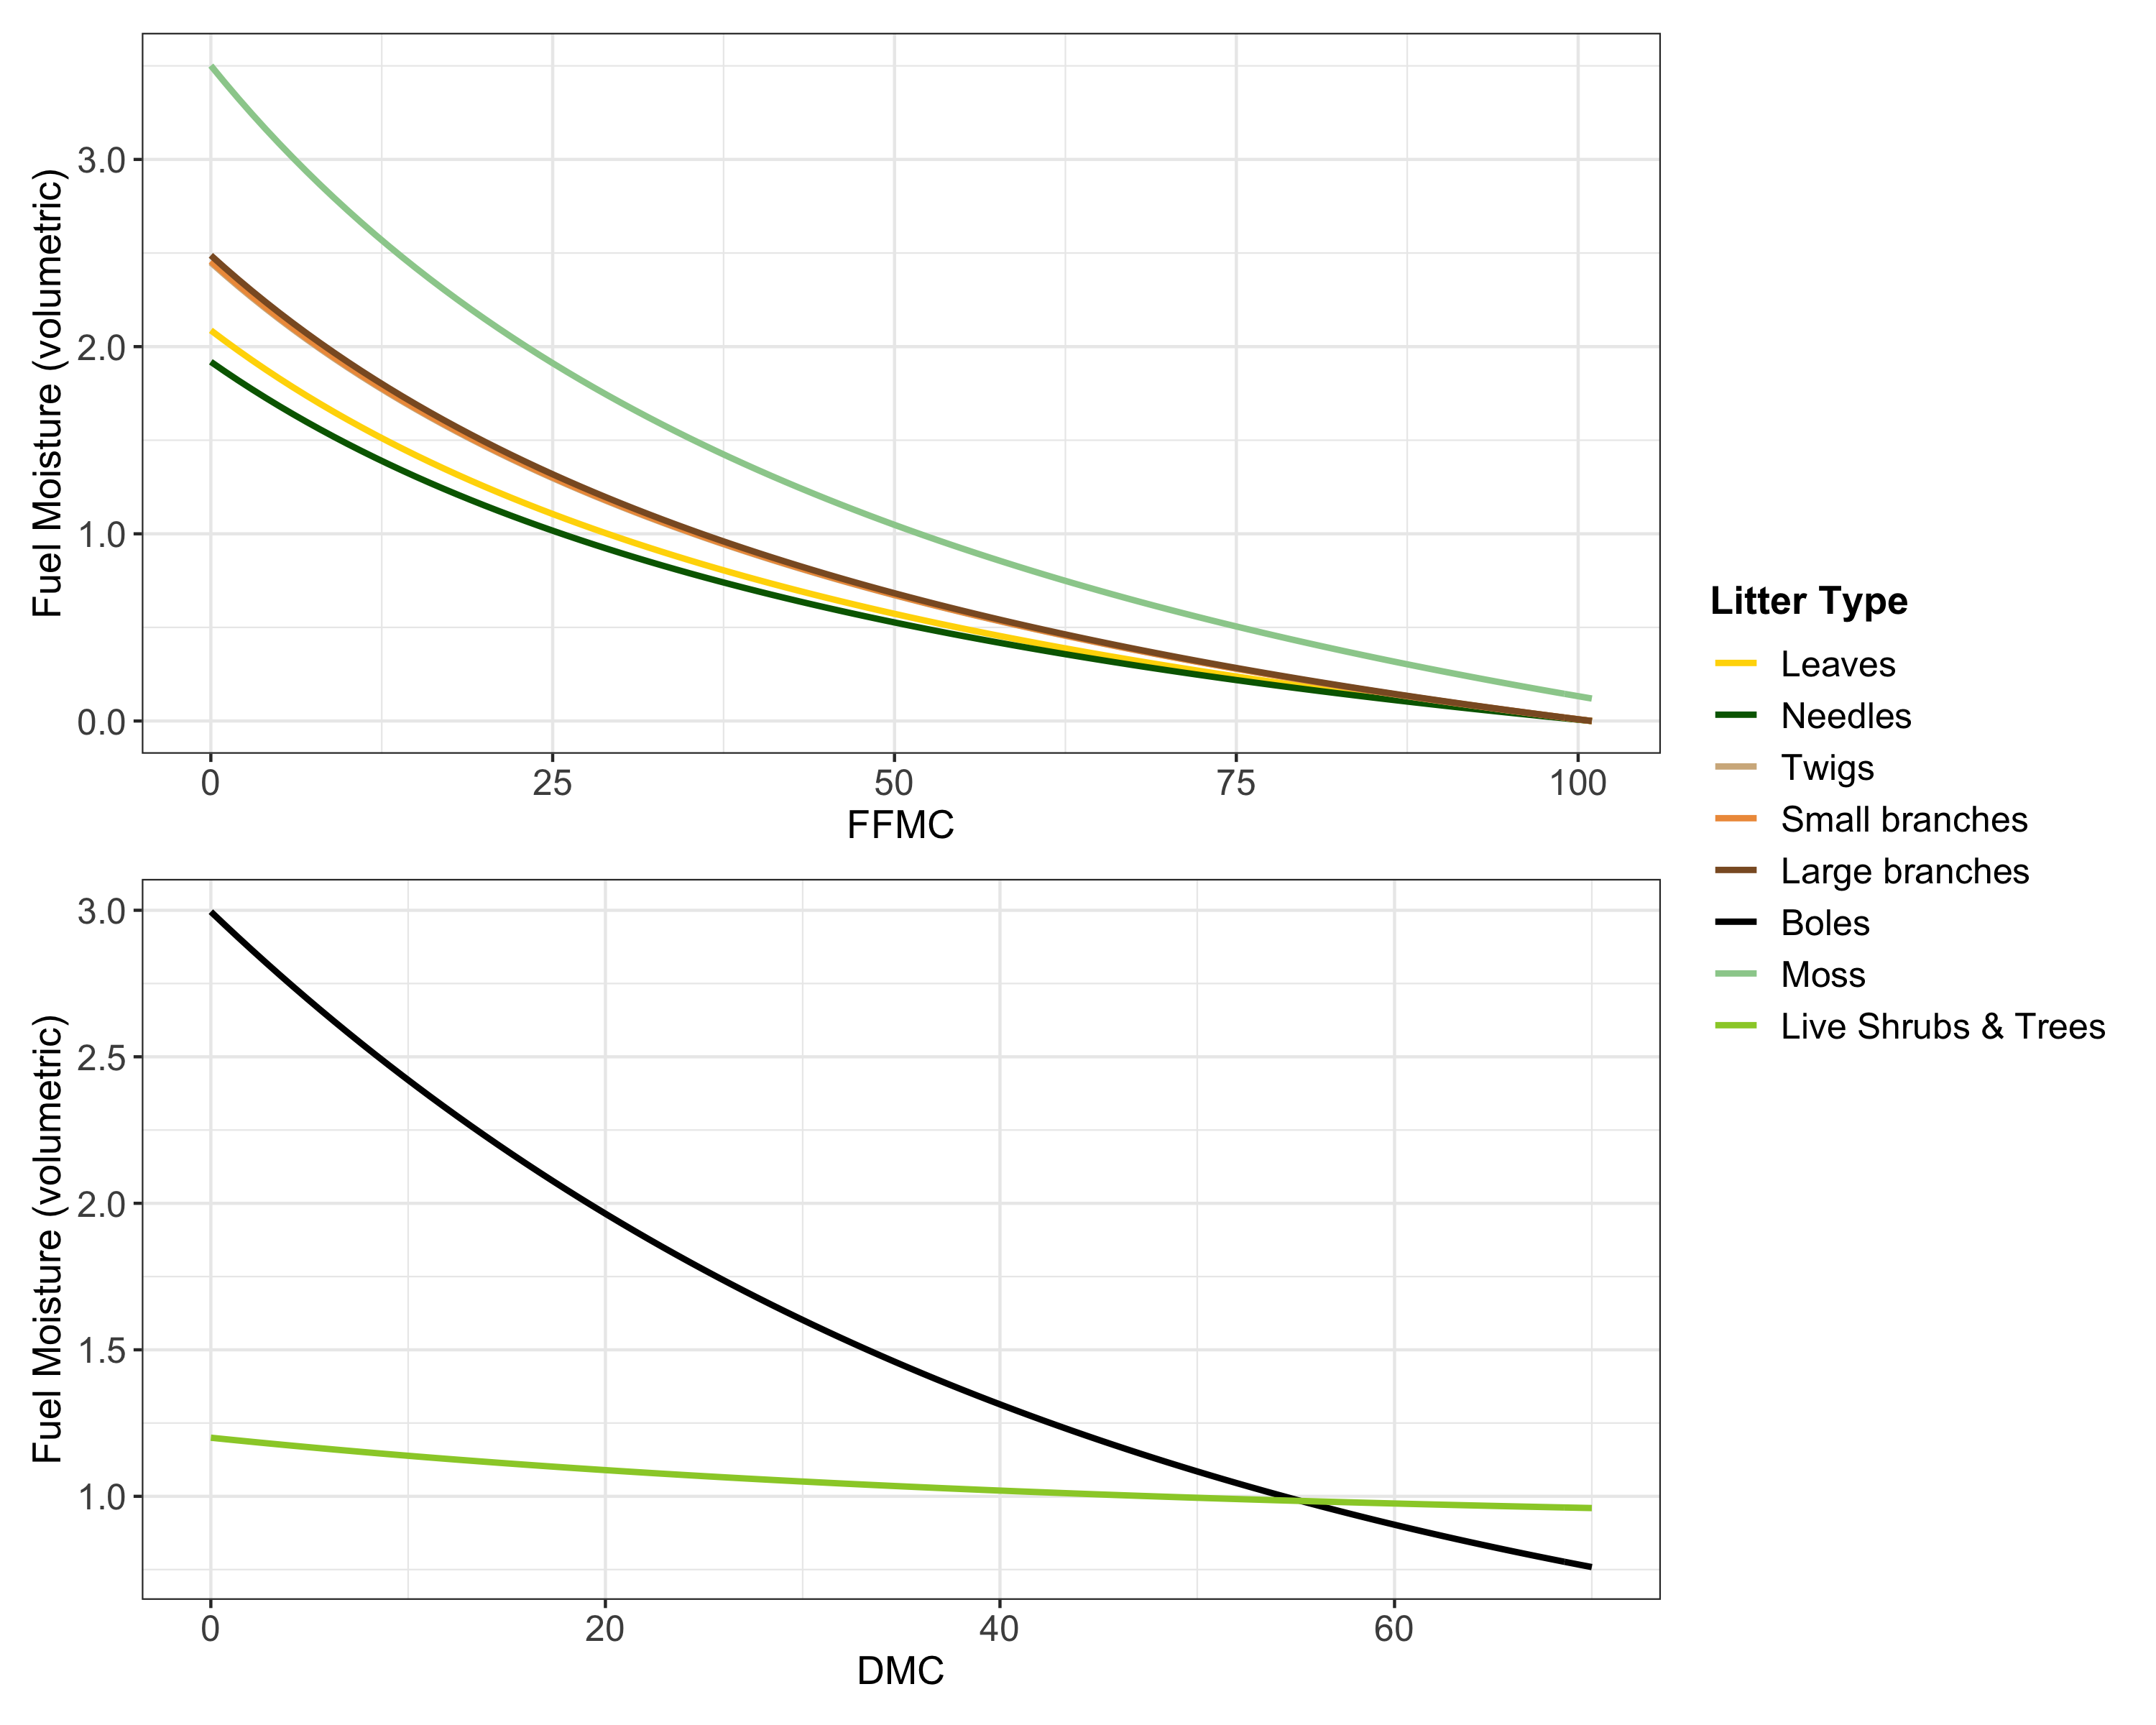 Fuel Moisture (volumetric)
3.0
2.0
1.0
0.0
0 25 50 75 100
FFMC
Fuel Moisture (volumetric)
3.0
2.5
2.0
1.5
1.0
0 20 40 60
DMC
Litter Type
Leaves
Needles
Twigs
Small branches
Large branches
Boles
Moss
Live Shrubs & Trees